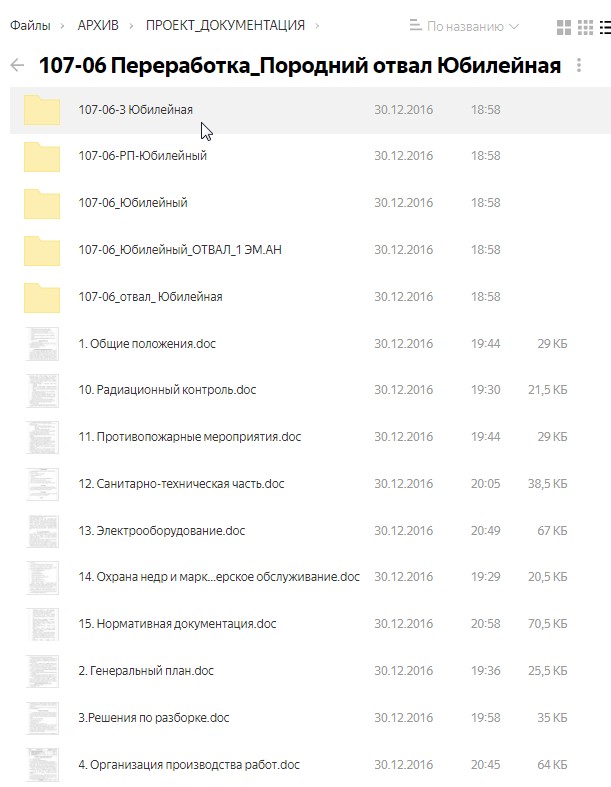 Файлы > АРХИВ > ПРОЕКТ_ДОКУМЕНТАЦИЯ > По названию
← 107-06 Переработка_Породний отвал Юбилейная
107-06-3 Юбилейная 30.12.2016 18:58
107-06-РП-Юбилейный 30.12.2016 18:58
107-06_Юбилейный 30.12.2016 18:58
107-06_Юбилейный_ОТВАЛ_1 ЭМ.АН 30.12.2016 18:58
107-06_отвал_ Юбилейная 30.12.2016 18:58
1. Общие положения.doc 30.12.2016 19:44 29 КБ
10. Радиационный контроль.doc 30.12.2016 19:30 21,5 КБ
11. Противопожарные мероприятия.doc 30.12.2016 19:44 29 КБ
12. Санитарно-техническая часть.doc 30.12.2016 20:05 38,5 КБ
13. Электрооборудование.doc 30.12.2016 20:49 67 КБ
14. Охрана недр и марк...ерское обслуживание.doc 30.12.2016 19:29 20,5 КБ
15. Нормативная документация.doc 30.12.2016 20:58 70,5 КБ
2. Генеральный план.doc 30.12.2016 19:36 25,5 КБ
3.Решения по разборке.doc 30.12.2016 19:58 35 КБ
4. Организация производства работ.doc 30.12.2016 20:45 64 КБ